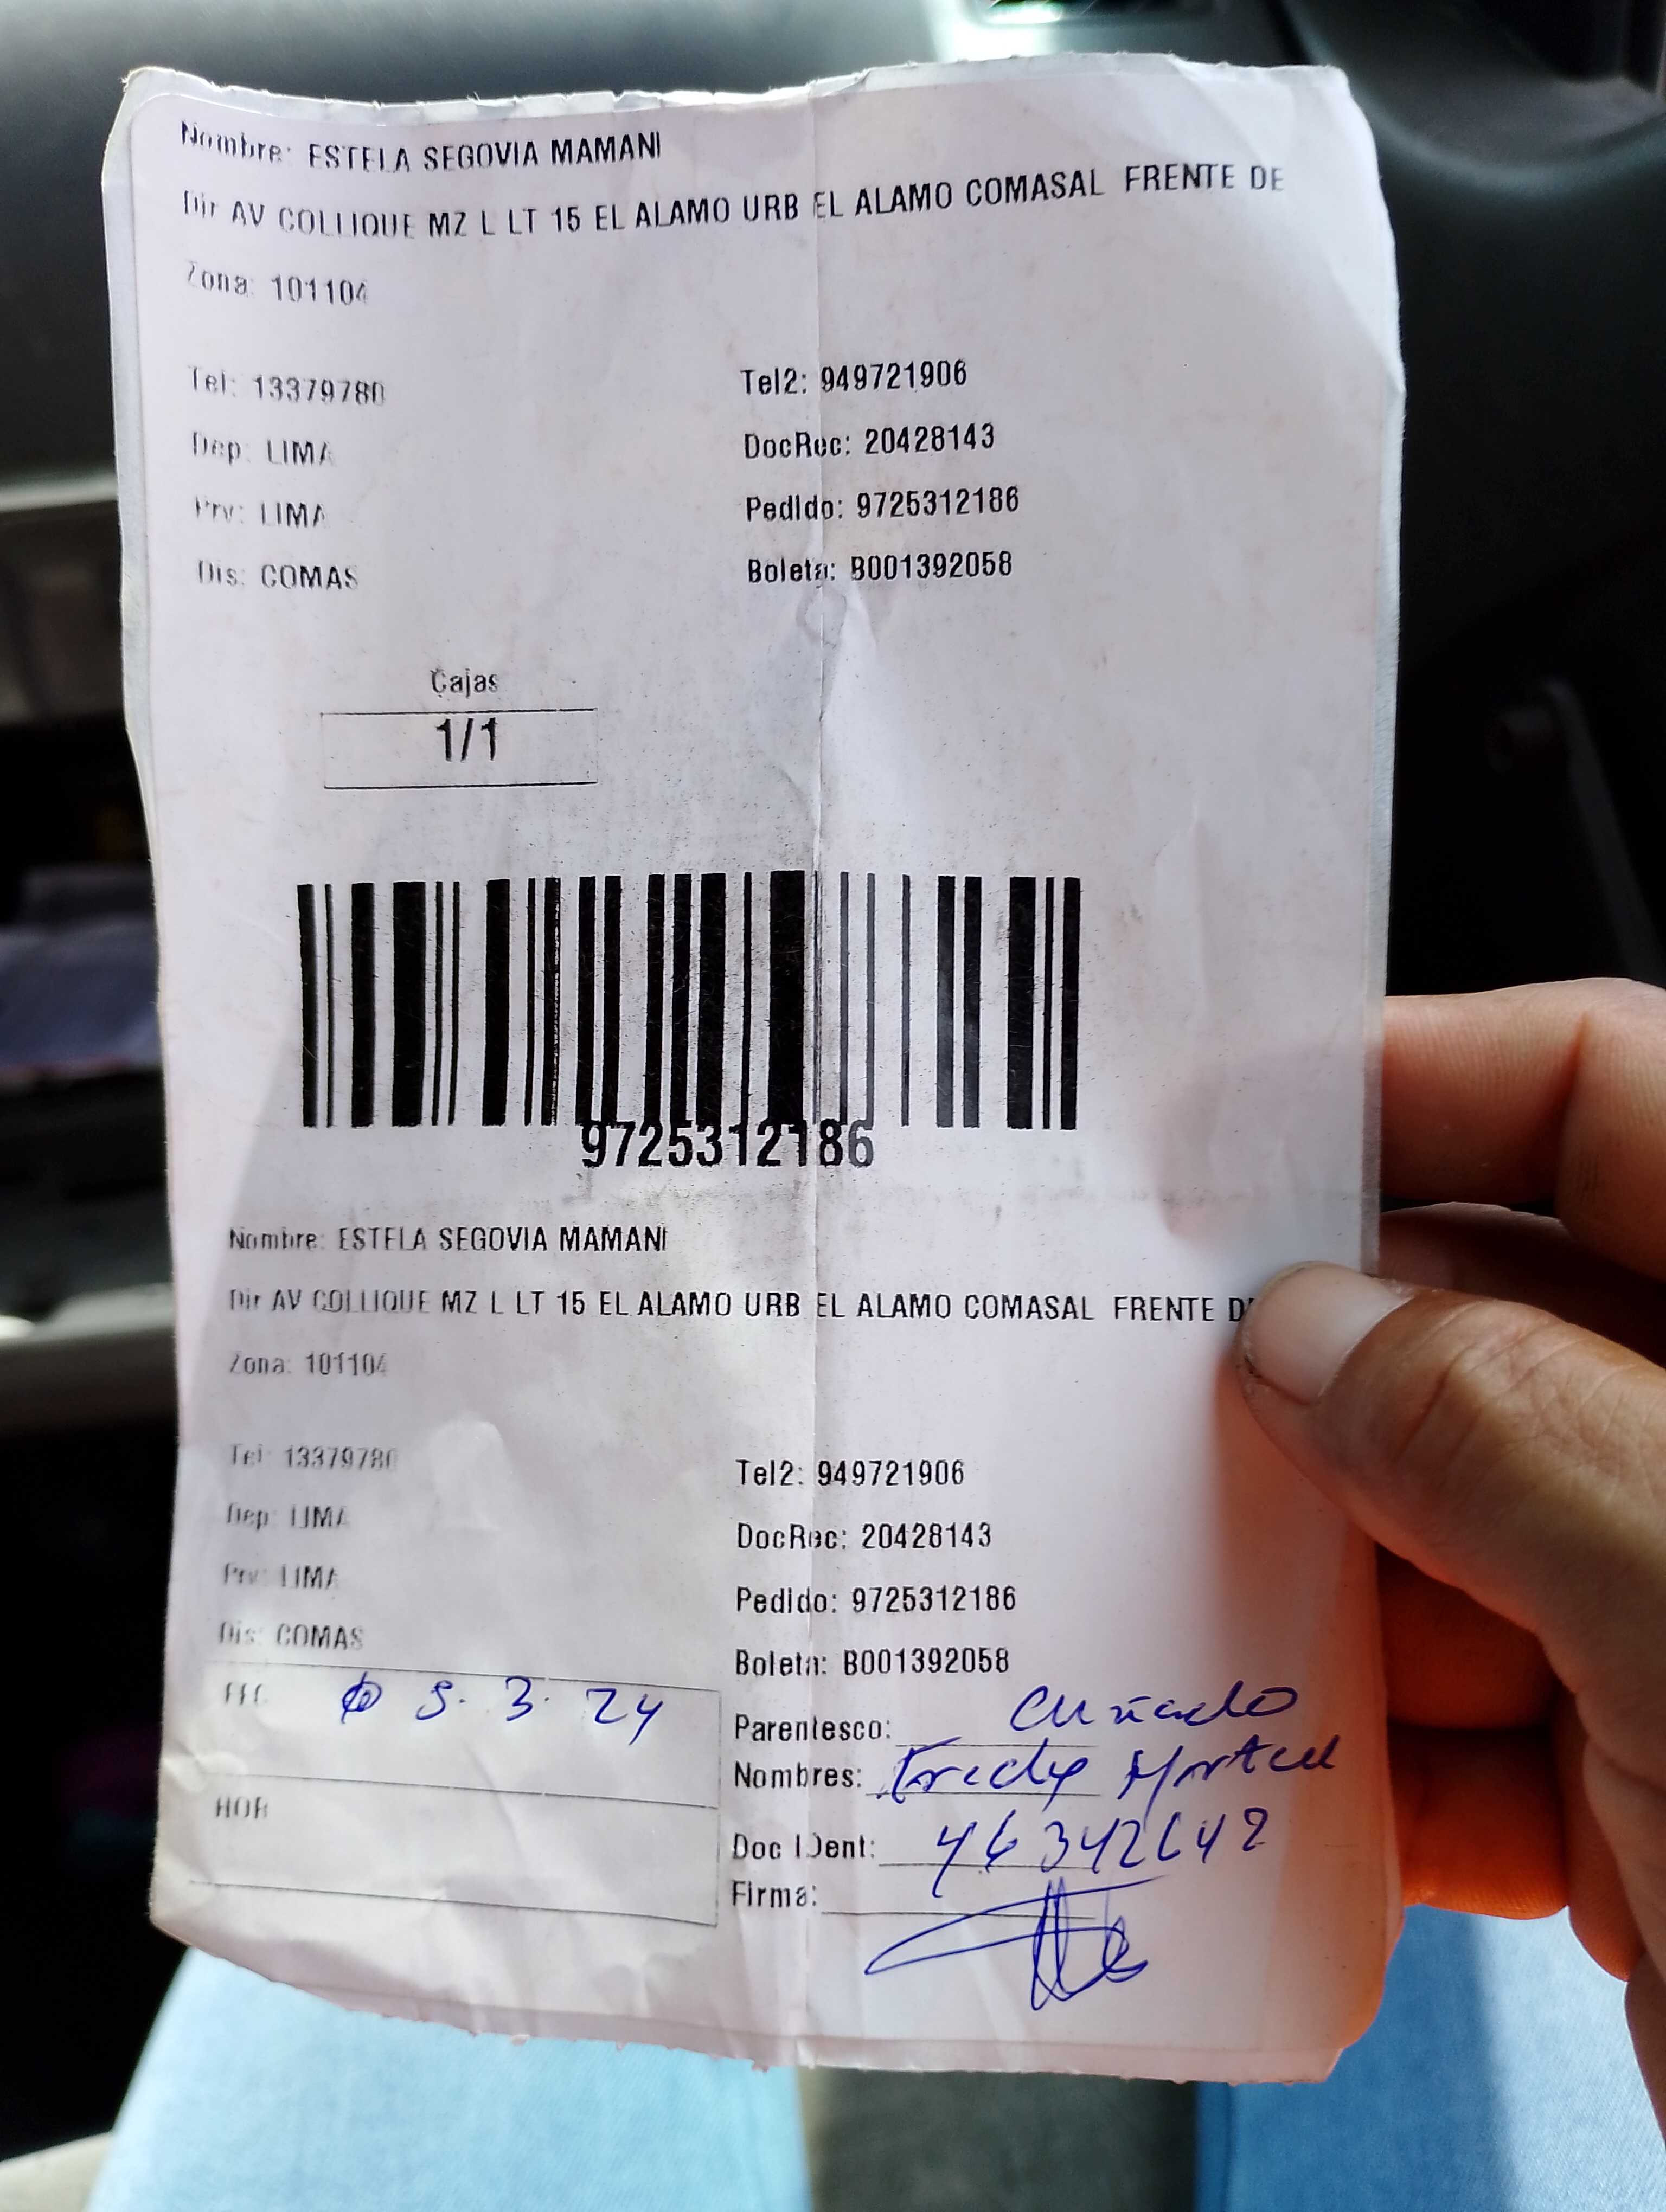 Nombre: ESTELA SEGOVIA MAMANI
Dir AV COLLIQUE MZ L LT 15 EL ALAMO URB EL ALAMO COMASAL FRENTE DE
Zona: 101104
Tel: 13379780 Tel2: 949721906
Dep: LIMA DocRec: 20428143
Prv: LIMA Pedido: 9725312186
Dis: COMAS Boleta: B001392058
Cajas
1/1
9725312186
Nombre: ESTELA SEGOVIA MAMANI
Dir AV COLLIQUE MZ L LT 15 EL ALAMO URB EL ALAMO COMASAL FRENTE D
Zona: 101104
Tel: 13379780 Tel2: 949721906
Dep: LIMA DocRec: 20428143
Prv: LIMA Pedido: 9725312186
Dis: COMAS Boleta: B001392058
FEC 5.3.24 Parentesco: Cuñado
Nombres: Fredy
HOR Doc IDent: 46342642
Firma: